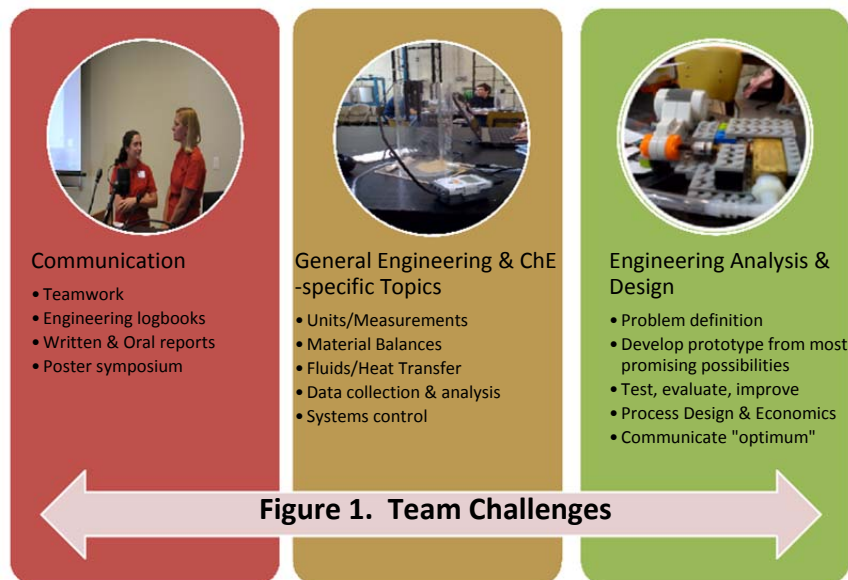 Communication
• Teamwork
• Engineering logbooks
• Written & Oral reports
• Poster symposium
General Engineering & ChE
-specific Topics
• Units/Measurements
• Material Balances
• Fluids/Heat Transfer
• Data collection & analysis
• Systems control
Engineering Analysis &
Design
• Problem definition
• Develop prototype from most
promising possibilities
• Test, evaluate, improve
• Process Design & Economics
• Communicate "optimum"
Figure 1. Team Challenges